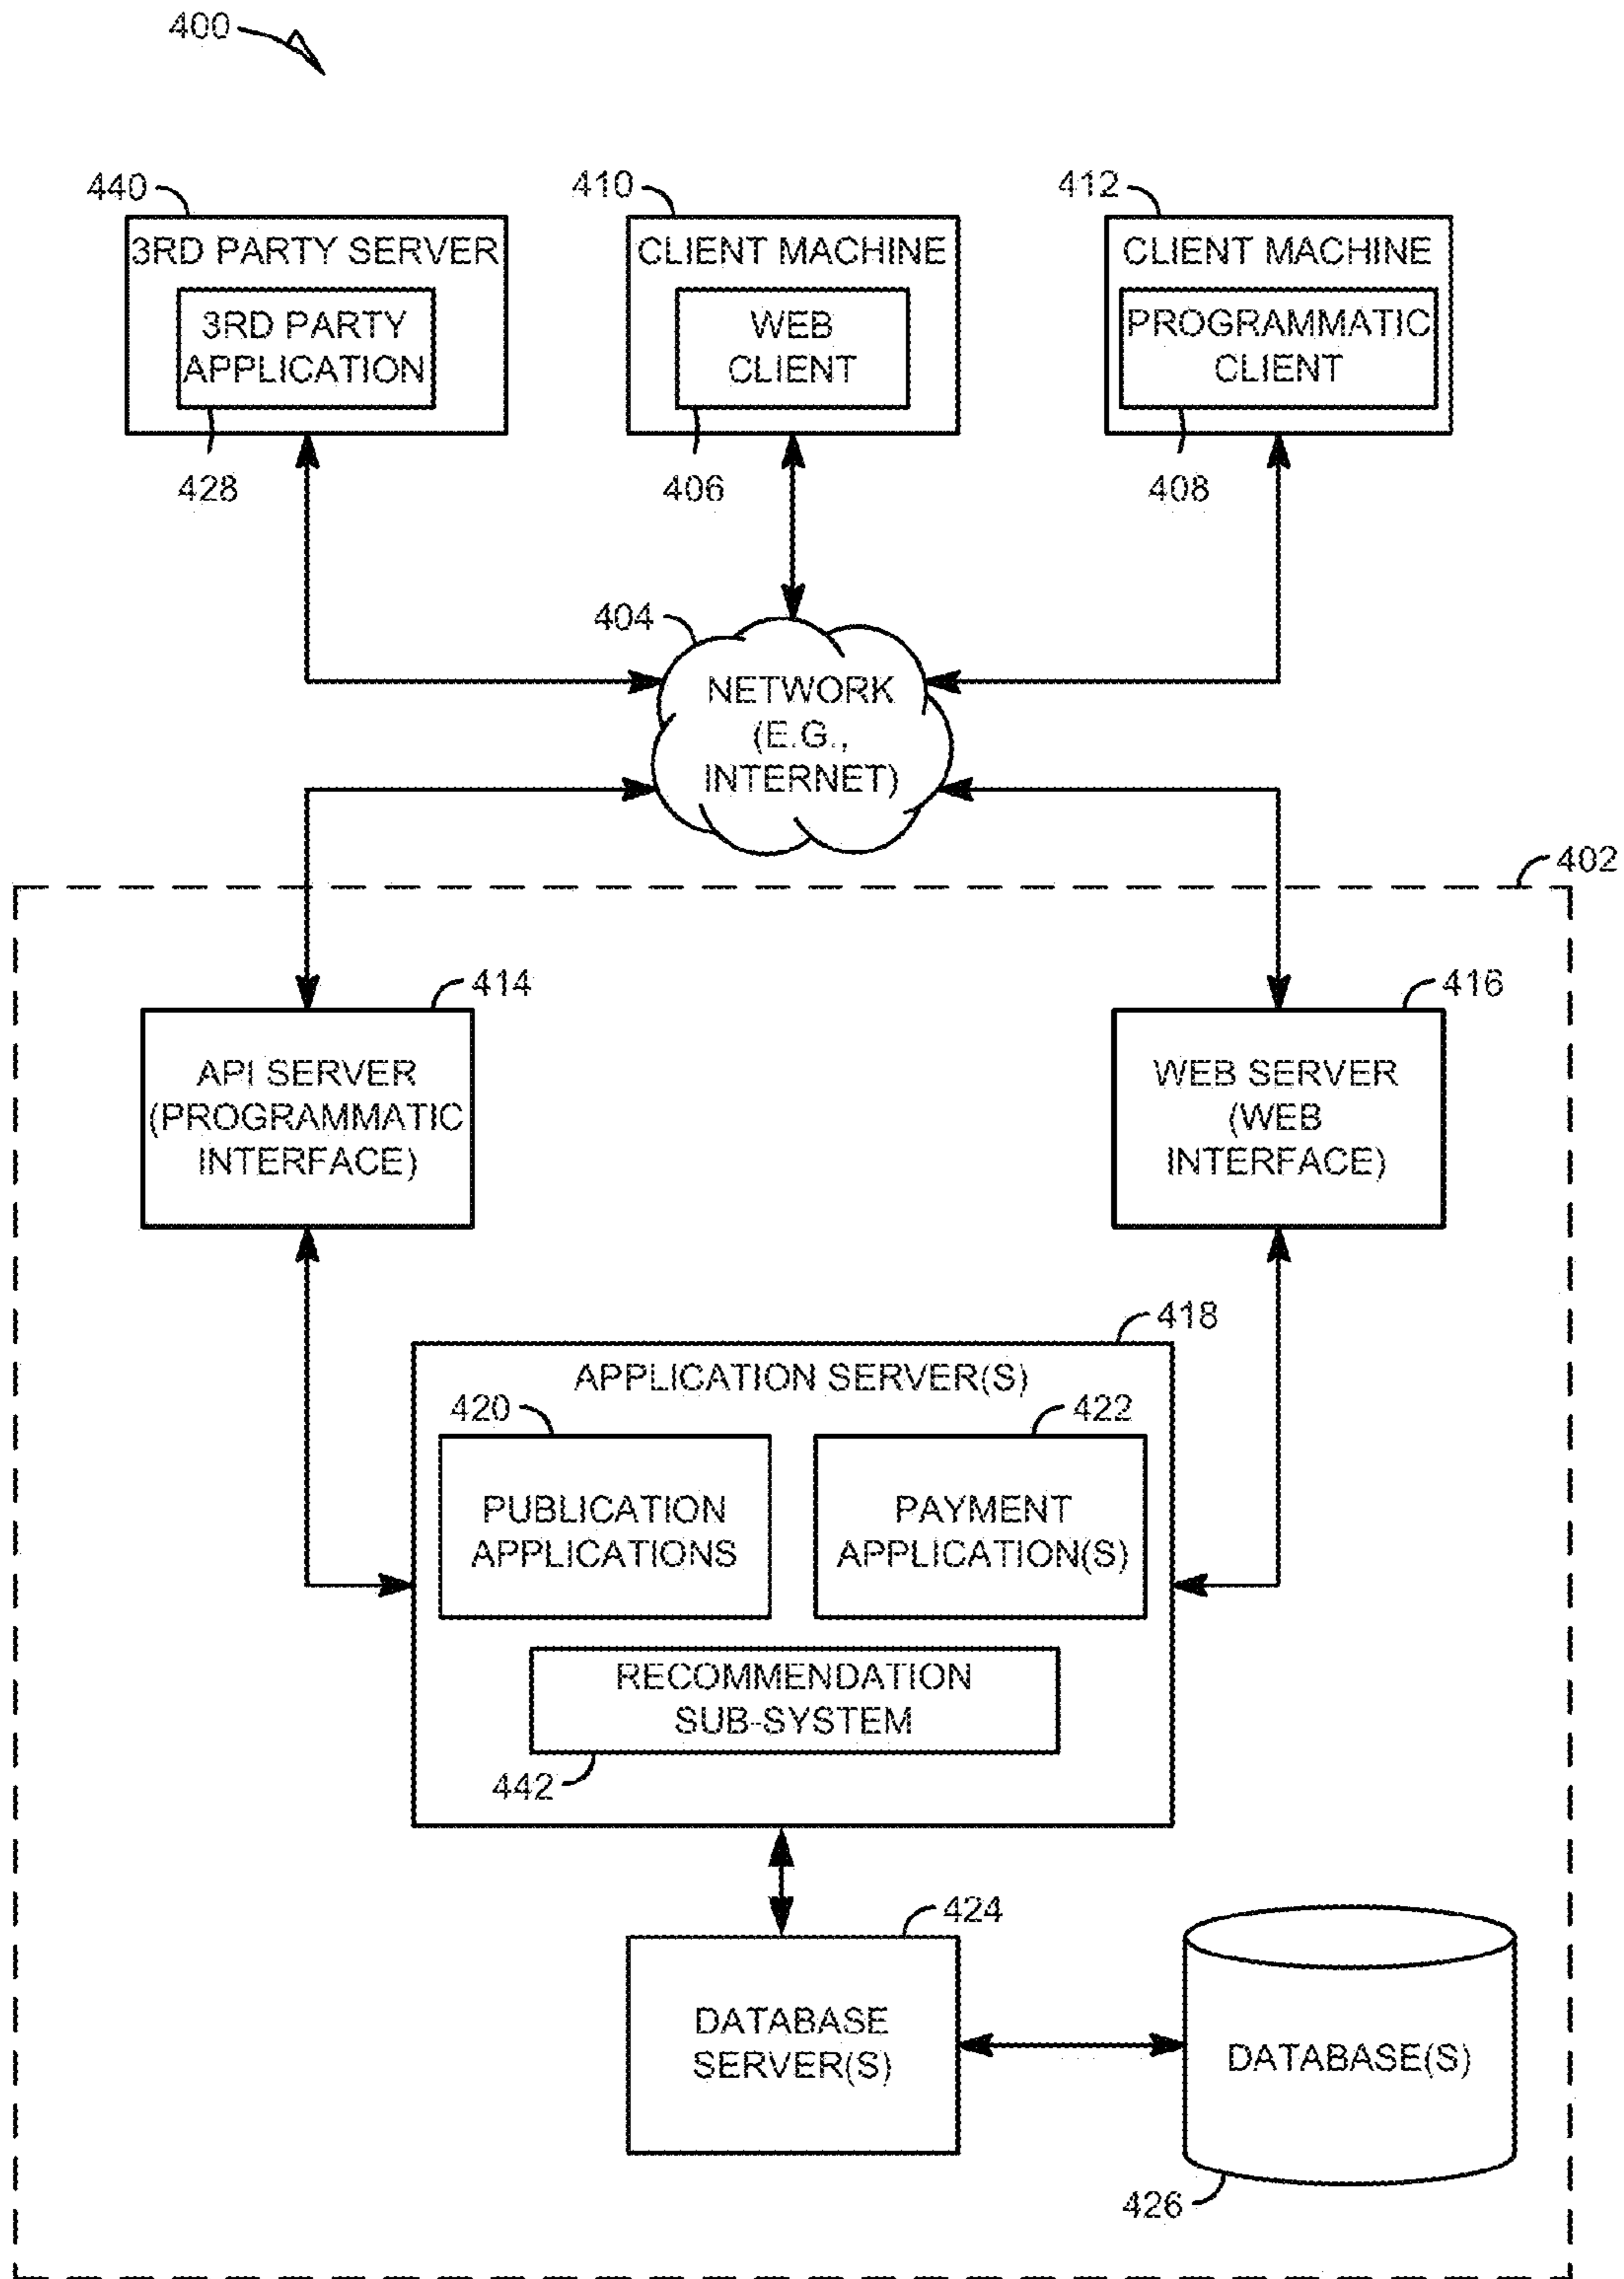 400
440
410
412
3RD PARTY SERVER
3RD PARTY
APPLICATION
428
CLIENT MACHINE
WEB
CLIENT
406
CLIENT MACHINE
PROGRAMMATIC
CLIENT
408
404
NETWORK
(E.G.,
INTERNET)
402
414
API SERVER
(PROGRAMMATIC
INTERFACE)
416
WEB SERVER
(WEB
INTERFACE)
418
APPLICATION SERVER(S)
420
PUBLICATION
APPLICATIONS
422
PAYMENT
APPLICATION(S)
RECOMMENDATION
SUB-SYSTEM
442
424
DATABASE
SERVER(S)
DATABASE(S)
426